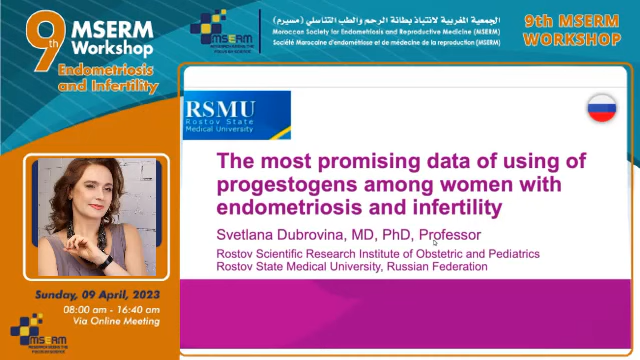 9th
MSERM
Workshop
Endometriosis
and Infertility
MSERM
الجمعية المغربية لانتباذ بطانة الرحم والطب التناسلي (مسيرم)
Moroccan Society for Endometriosis and Reproductive Medicine (MSERM)
Société Marocaine d'endométriose et de médecine de la reproduction (MSERM)
9th MSERM
WORKSHOP
RSMU
Rostov State
Medical University
The most promising data of using of
progestogens among women with
endometriosis and infertility
Svetlana Dubrovina, MD, PhD, Professor
Rostov Scientific Research Institute of Obstetric and Pediatrics
Rostov State Medical University, Russian Federation
Sunday, 09 April, 2023
08:00 am - 16:40 am
Via Online Meeting
MSERM